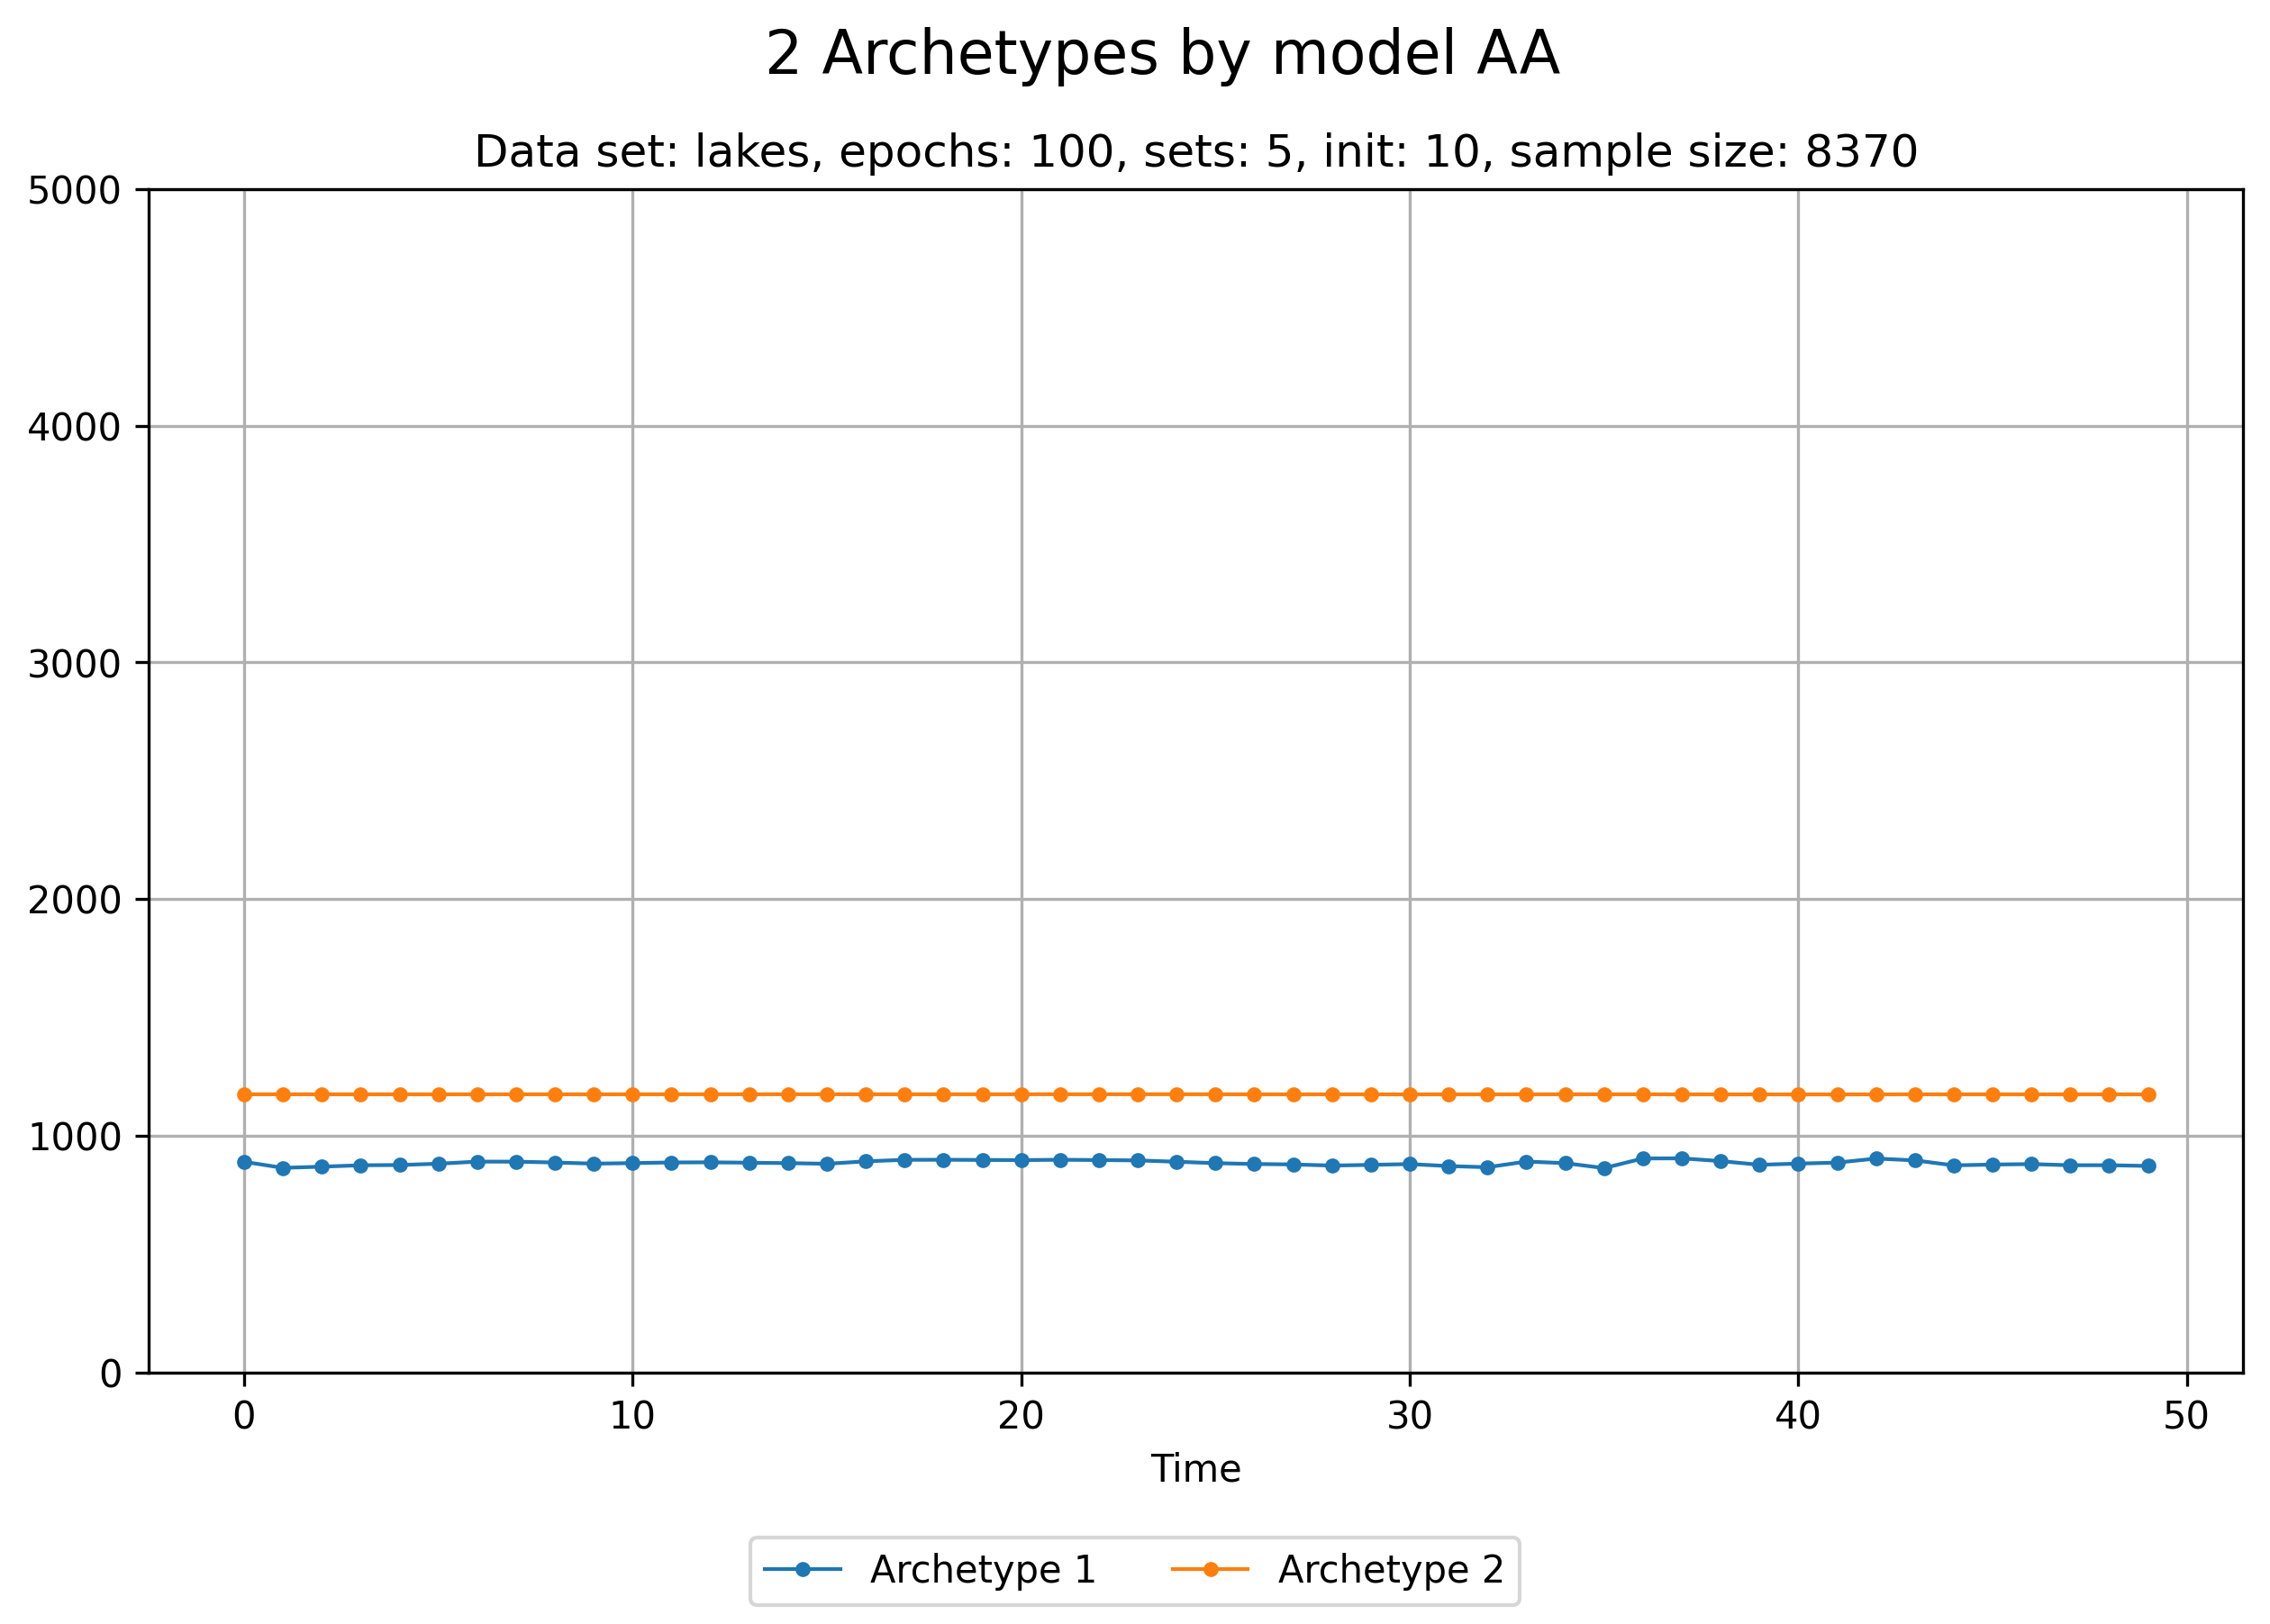 2 Archetypes by model AA
Data set: lakes, epochs: 100, sets: 5, init: 10, sample size: 8370
5000
4000
3000
2000
1000
0
0 10 20 30 40 50
Time
Archetype 1 Archetype 2